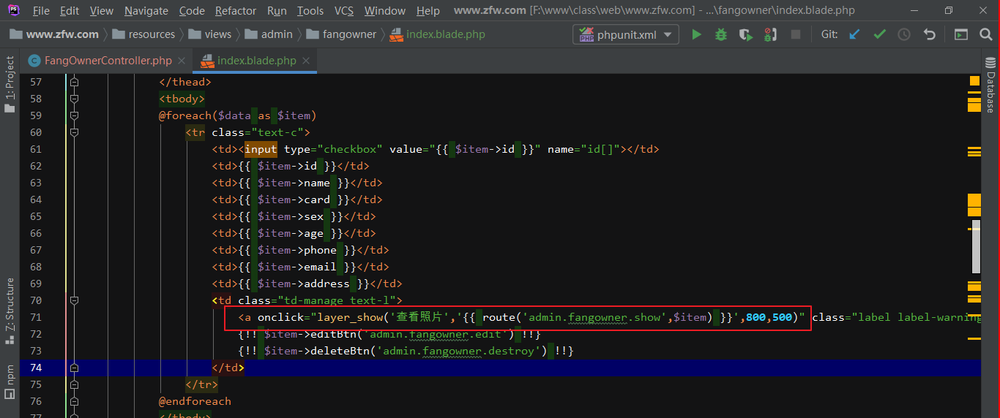 File Edit View Navigate Code Refactor Run Tools VCS Window Help www.zfw.com [F:\www\class\web\www.zfw.com] - ...\fangowner\index.blade.php
www.zfw.com resources views admin fangowner index.blade.php phpunit.xml Git:
FangOwnerController.php index.blade.php
1: Project
Z: Structure
npm
Database
57 </thead>
58 <tbody>
59 @foreach($data as $item)
60 <tr class="text-c">
61 <td><input type="checkbox" value="{{ $item->id }}" name="id[]"></td>
62 <td>{{ $item->id }}</td>
63 <td>{{ $item->name }}</td>
64 <td>{{ $item->card }}</td>
65 <td>{{ $item->sex }}</td>
66 <td>{{ $item->age }}</td>
67 <td>{{ $item->phone }}</td>
68 <td>{{ $item->email }}</td>
69 <td>{{ $item->address }}</td>
70 <td class="td-manage text-l">
71 <a onclick="layer_show('查看照片','{{ route('admin.fangowner.show',$item) }}',800,500)" class="label label-warning
72 {!! $item->editBtn('admin.fangowner.edit') !!}
73 {!! $item->deleteBtn('admin.fangowner.destroy') !!}
74 </td>
75 </tr>
76 @endforeach
77 </tbody>